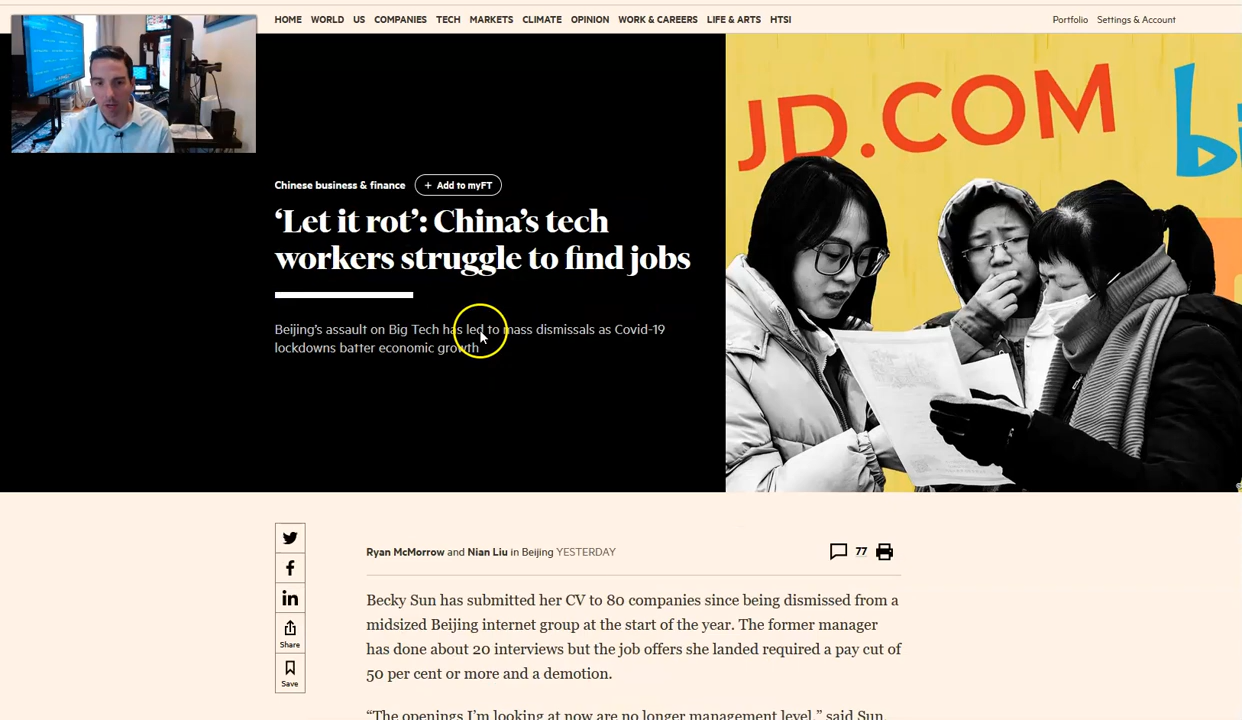 HOME WORLD US COMPANIES TECH MARKETS CLIMATE OPINION WORK & CAREERS LIFE & ARTS HTSI
Portfolio Settings & Account
JD.COM
Chinese business & finance
+ Add to myFT
‘Let it rot’: China’s tech
workers struggle to find jobs
Beijing’s assault on Big Tech has led to mass dismissals as Covid-19
lockdowns batter economic growth
Ryan McMorrow and Nian Liu in Beijing YESTERDAY
77
Share
Save
Becky Sun has submitted her CV to 80 companies since being dismissed from a
midsized Beijing internet group at the start of the year. The former manager
has done about 20 interviews but the job offers she landed required a pay cut of
50 per cent or more and a demotion.
“The openings I’m looking at now are no longer management level,” said Sun.